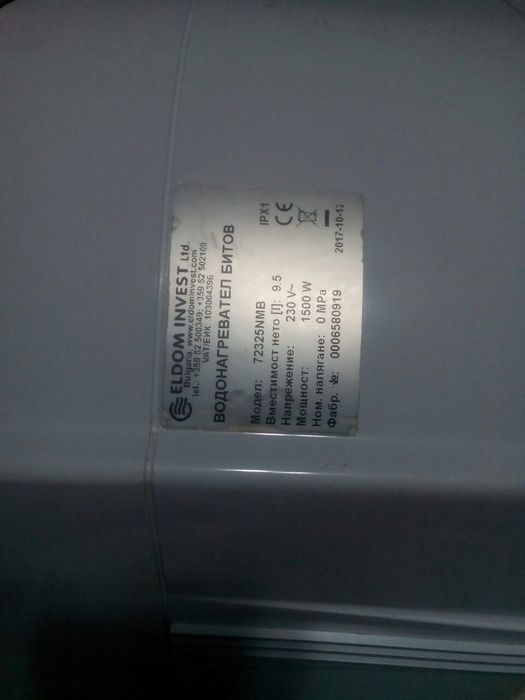 ELDOM INVEST Ltd.
Bulgaria, www.eldominvest.com
tel.: +359 52 500349; +359 52 502109
VAT/ЕИК 103004396
ВОДОНАГРЕВАТЕЛ БИТОВ
Модел: 72325NMB IPX1
Вместимост нето [l]: 9.5 CE
Напрежение: 230 V~
Мощност: 1500 W
Ном. налягане: 0 MPa
Фабр. №: 0006580919 2017-10-12